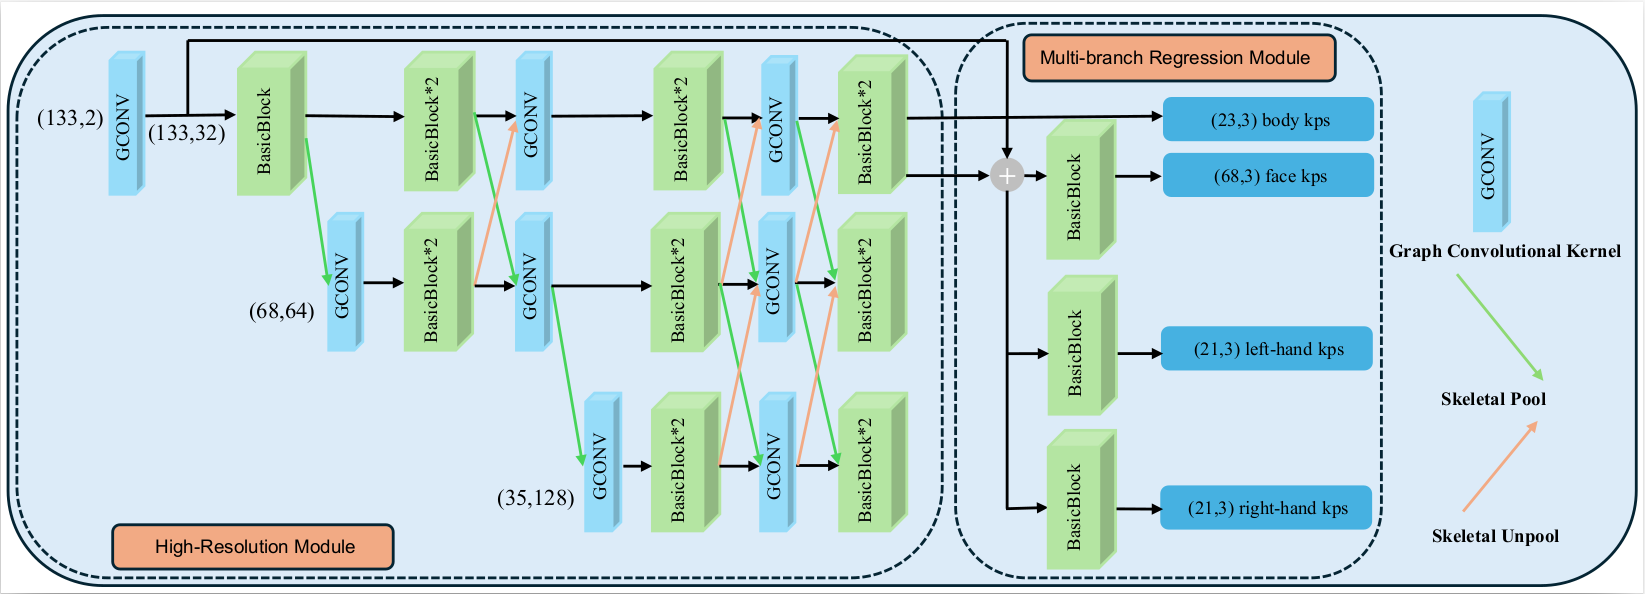 Multi-branch Regression Module
(133,2)
GCONV
(133,32)
BasicBlock
BasicBlock*2
GCONV
BasicBlock*2
GCONV
BasicBlock*2
(23,3) body kps
BasicBlock
(68,3) face kps
GCONV
Graph Convolutional Kernel
(68,64)
GCONV
BasicBlock*2
GCONV
BasicBlock*2
GCONV
BasicBlock*2
BasicBlock
(21,3) left-hand kps
Skeletal Pool
(35,128)
GCONV
BasicBlock*2
GCONV
BasicBlock*2
BasicBlock
(21,3) right-hand kps
Skeletal Unpool
High-Resolution Module